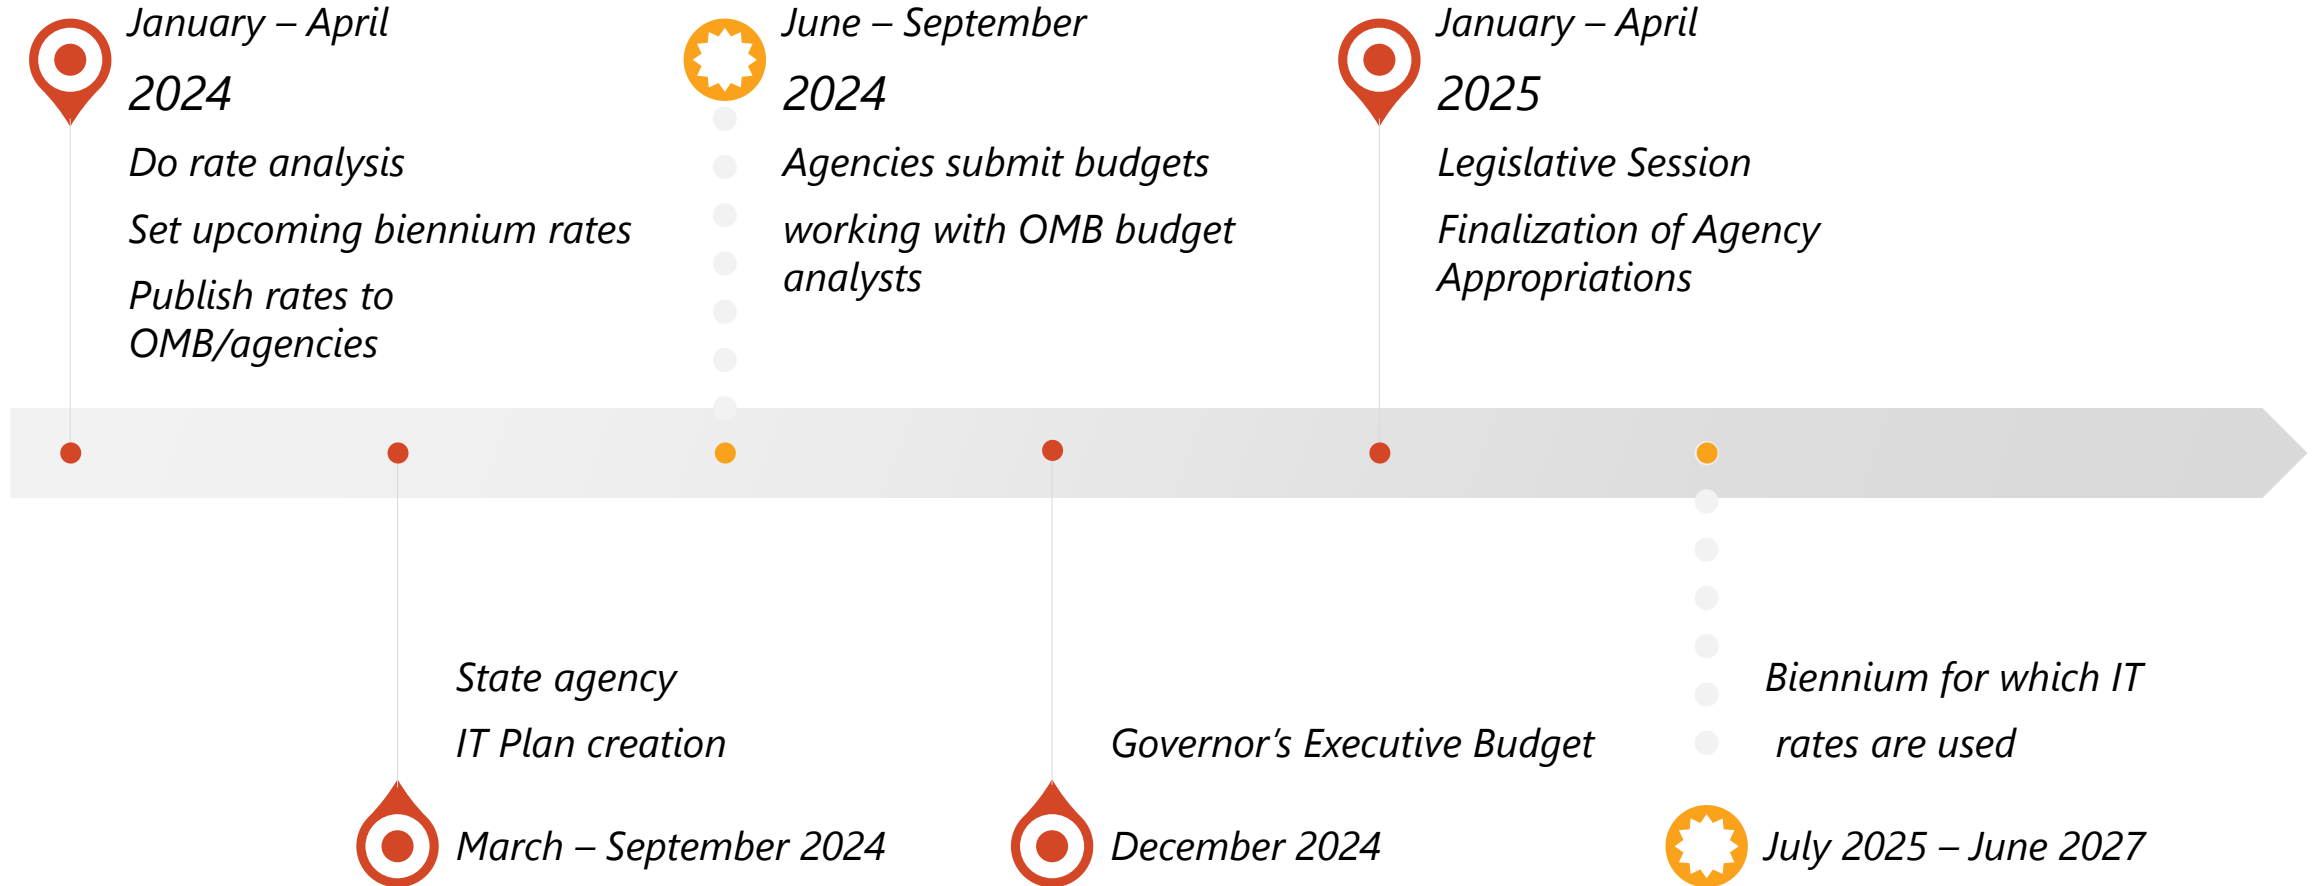 January – April
2024
Do rate analysis
Set upcoming biennium rates
Publish rates to
OMB/agencies
State agency
IT Plan creation
March – September 2024
June – September
2024
Agencies submit budgets
working with OMB budget
analysts
Governor’s Executive Budget
December 2024
January – April
2025
Legislative Session
Finalization of Agency
Appropriations
Biennium for which IT
rates are used
July 2025 – June 2027